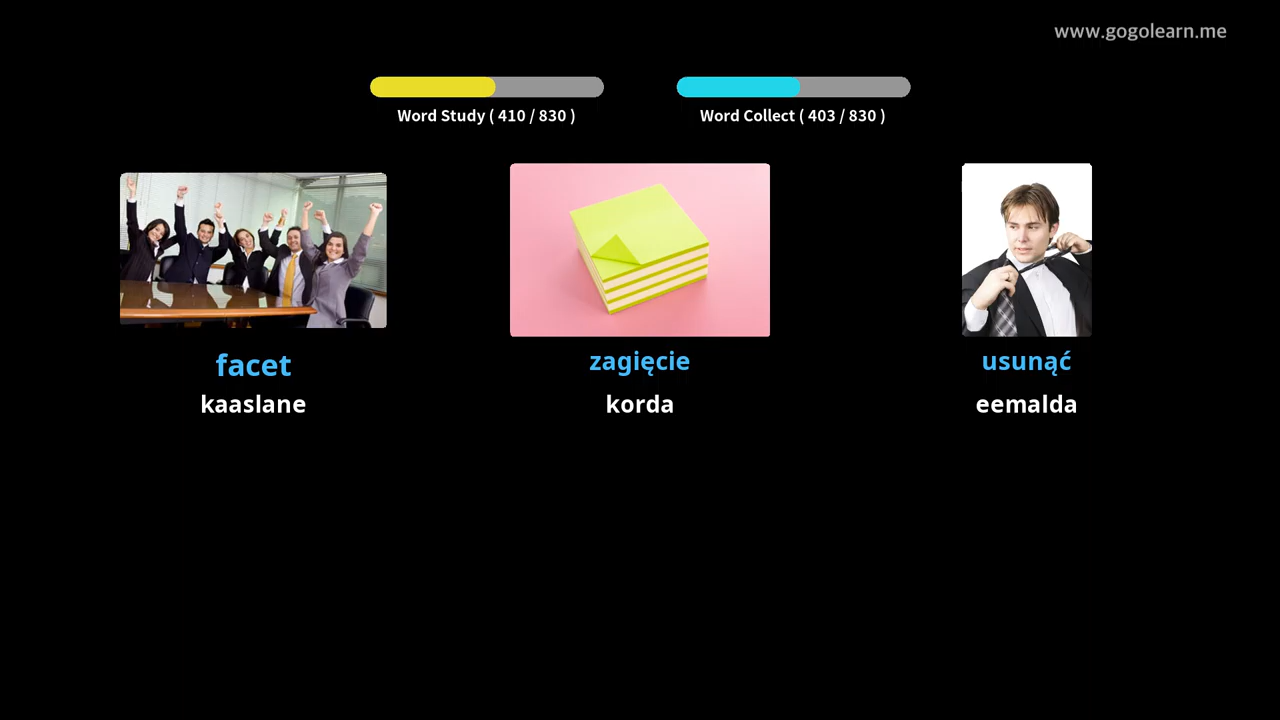 www.gogolearn.me
Word Study ( 410 / 830 )
Word Collect ( 403 / 830 )
facet
kaaslane
zagięcie
korda
usunąć
eemalda